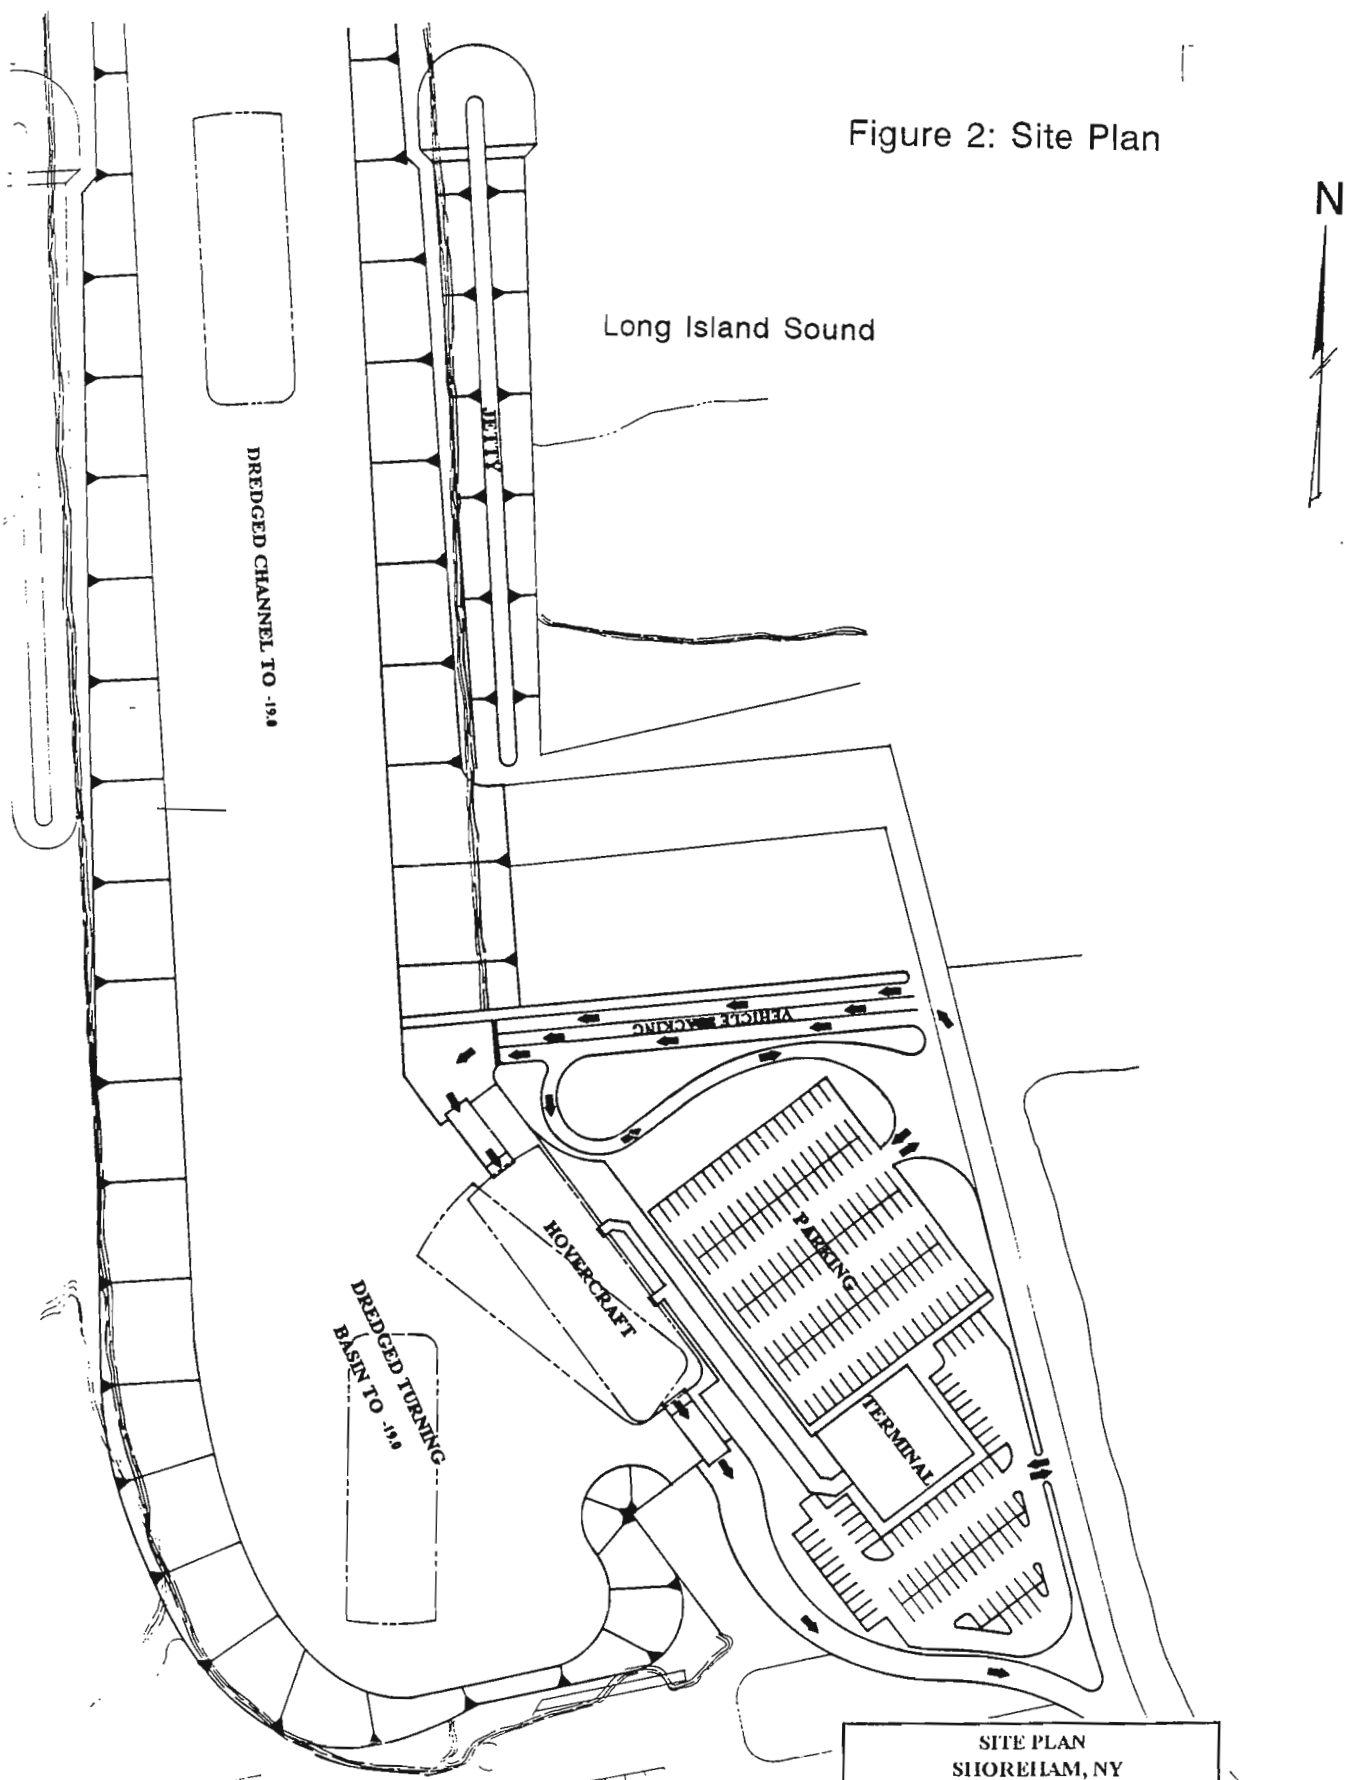 Figure 2: Site Plan
N
Long Island Sound
JETTY
DREDGED CHANNEL TO -19.0
VEHICLE
HOVERCRAFT
PARKING
DREDGED TURNING
BASIN TO -19.0
TERMINAL
SITE PLAN
SHOREHAM, NY